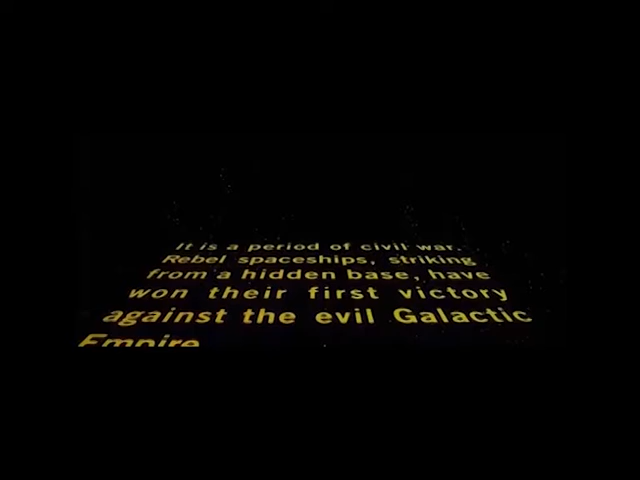 It is a period of civil war.
Rebel spaceships, striking
from a hidden base, have
won their first victory
against the evil Galactic
Empire